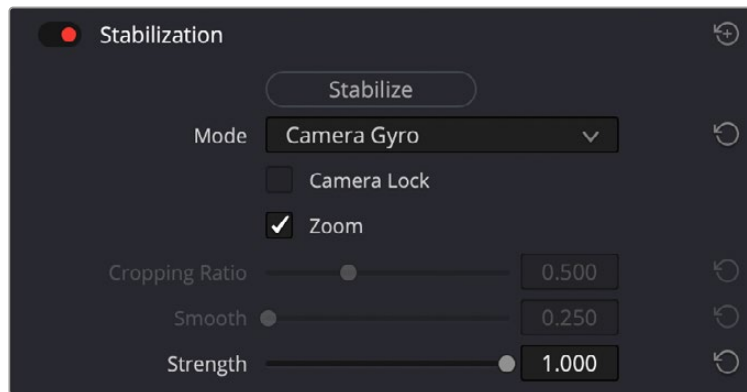 Stabilization
Stabilize
Mode Camera Gyro
Camera Lock
Zoom
Cropping Ratio 0.500
Smooth 0.250
Strength 1.000